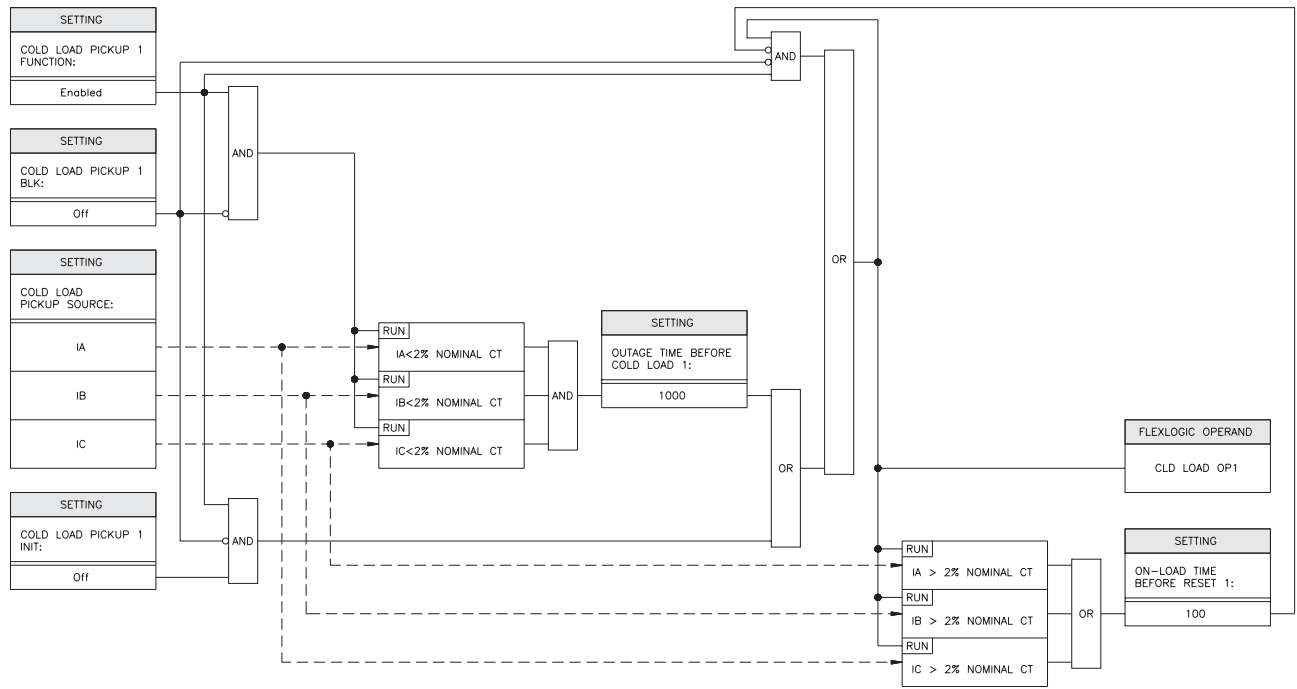 SETTING
COLD LOAD PICKUP 1
FUNCTION:
Enabled
SETTING
COLD LOAD PICKUP 1
BLK:
Off
SETTING
COLD LOAD
PICKUP SOURCE:
IA
IB
IC
SETTING
COLD LOAD PICKUP 1
INIT:
Off
AND
AND
RUN
IA<2% NOMINAL CT
RUN
IB<2% NOMINAL CT
RUN
IC<2% NOMINAL CT
AND
SETTING
OUTAGE TIME BEFORE
COLD LOAD 1:
1000
OR
AND
OR
FLEXLOGIC OPERAND
CLD LOAD OP1
RUN
IA > 2% NOMINAL CT
RUN
IB > 2% NOMINAL CT
RUN
IC > 2% NOMINAL CT
OR
SETTING
ON-LOAD TIME
BEFORE RESET 1:
100